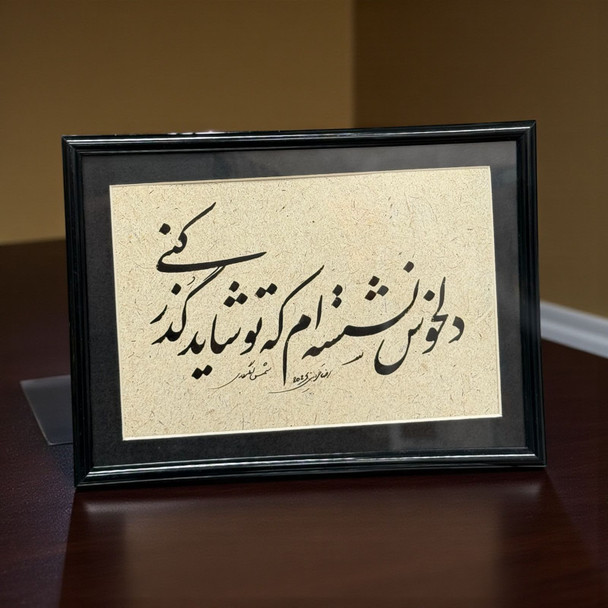 دلخوش نشسته ام که تو شاید گذر
کنی